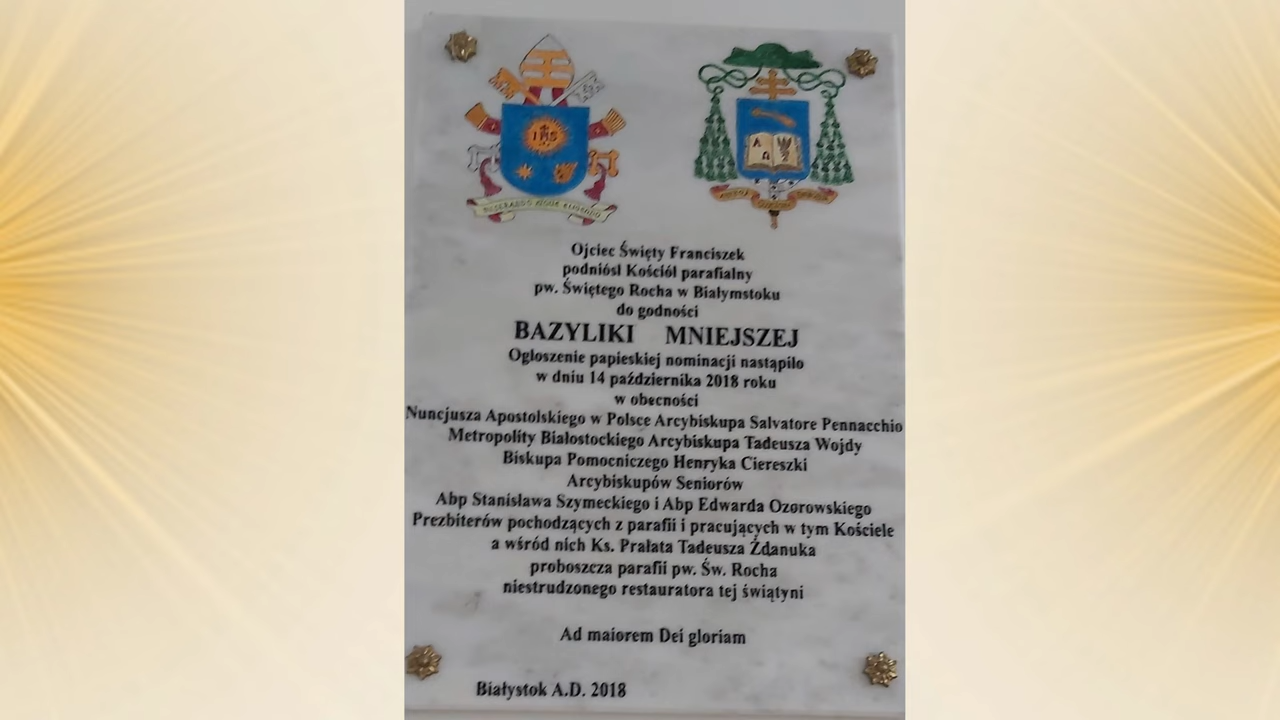 IHS
A
Ω
Ojciec Święty Franciszek
podniósł Kościół parafialny
pw. Świętego Rocha w Białymstoku
do godności
BAZYLIKI MNIEJSZEJ
Ogłoszenie papieskiej nominacji nastąpiło
w dniu 14 października 2018 roku
w obecności
Nuncjusza Apostolskiego w Polsce Arcybiskupa Salvatore Pennacchio
Metropolity Białostockiego Arcybiskupa Tadeusza Wojdy
Biskupa Pomocniczego Henryka Ciereszki
Arcybiskupów Seniorów
Abp Stanisława Szymeckiego i Abp Edwarda Ozorowskiego
Prezbiterów pochodzących z parafii i pracujących w tym Kościele
a wśród nich Ks. Prałata Tadeusza Żdanuka
proboszcza parafii pw. Św. Rocha
niestrudzonego restauratora tej świątyni
Ad maiorem Dei gloriam
Białystok A.D. 2018